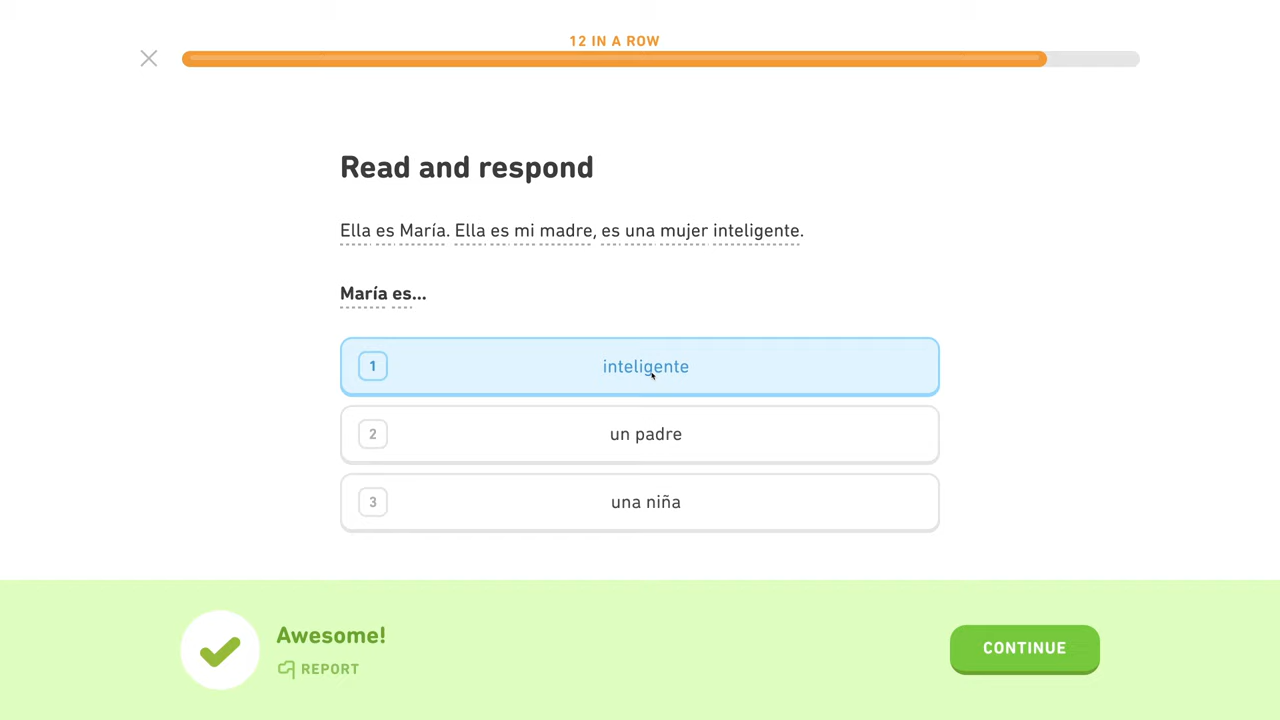 12 IN A ROW
Read and respond
Ella es María. Ella es mi madre, es una mujer inteligente.
María es...
1 inteligente
2 un padre
3 una niña
Awesome!
REPORT
CONTINUE